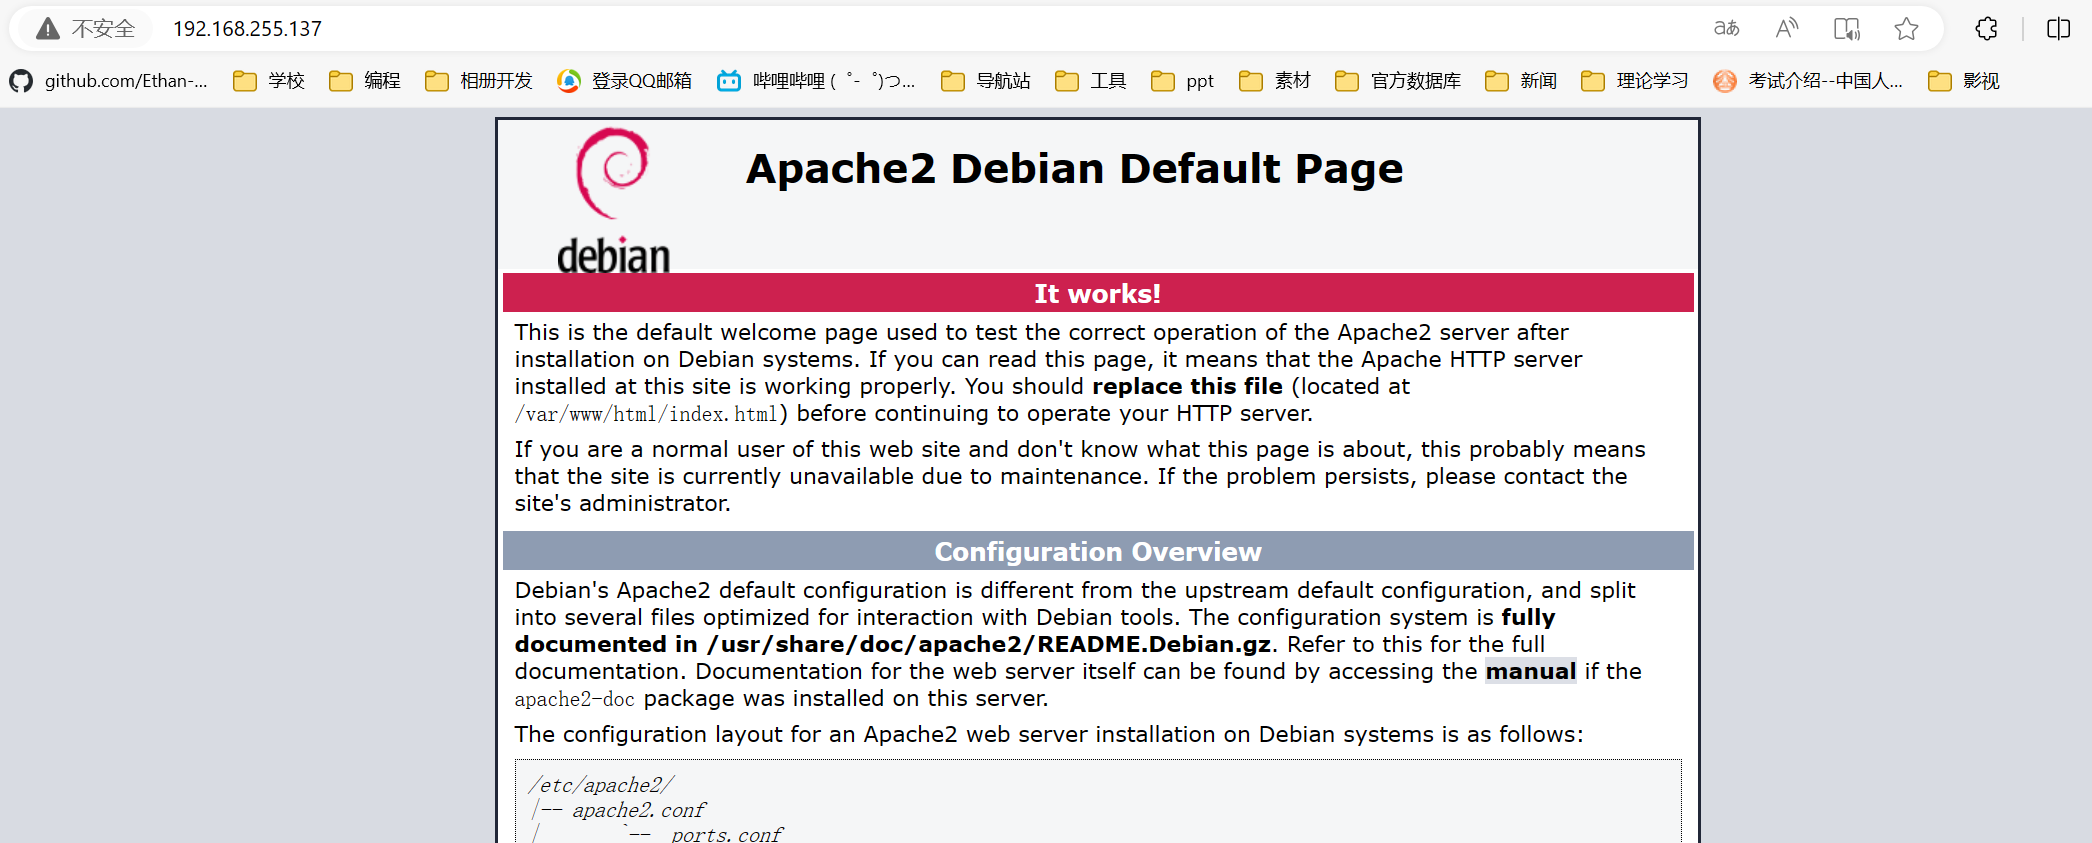 不安全 192.168.255.137 aあ A
github.com/Ethan-... 学校 编程 相册开发 登录QQ邮箱 哔哩哔哩 ( ゜- ゜)つ... 导航站 工具 ppt 素材 官方数据库 新闻 理论学习 考试介绍--中国人... 影视
debian
Apache2 Debian Default Page
It works!
This is the default welcome page used to test the correct operation of the Apache2 server after
installation on Debian systems. If you can read this page, it means that the Apache HTTP server
installed at this site is working properly. You should replace this file (located at
/var/www/html/index.html) before continuing to operate your HTTP server.
If you are a normal user of this web site and don't know what this page is about, this probably means
that the site is currently unavailable due to maintenance. If the problem persists, please contact the
site's administrator.
Configuration Overview
Debian's Apache2 default configuration is different from the upstream default configuration, and split
into several files optimized for interaction with Debian tools. The configuration system is fully
documented in /usr/share/doc/apache2/README.Debian.gz. Refer to this for the full
documentation. Documentation for the web server itself can be found by accessing the manual if the
apache2-doc package was installed on this server.
The configuration layout for an Apache2 web server installation on Debian systems is as follows:
/etc/apache2/
|-- apache2.conf
|       `--  ports.conf